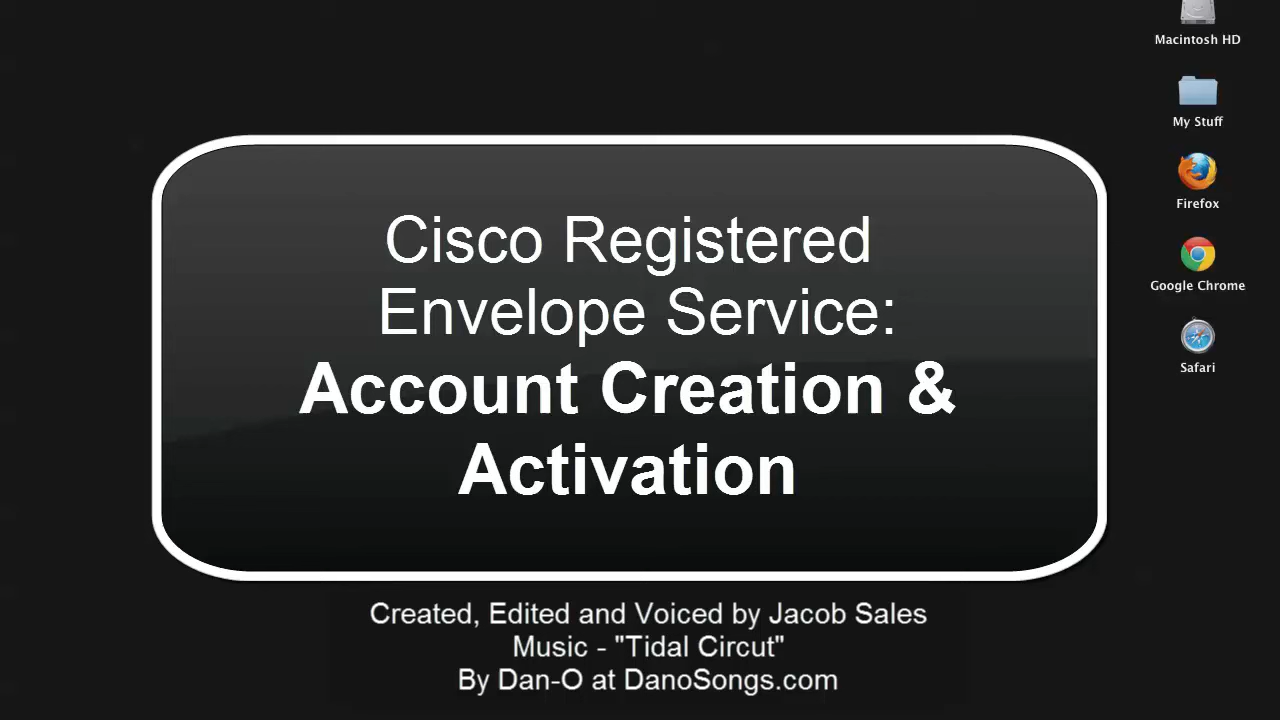 Macintosh HD
My Stuff
Firefox
Google Chrome
Safari
Cisco Registered
Envelope Service:
Account Creation &
Activation
Created, Edited and Voiced by Jacob Sales
Music - "Tidal Circut"
By Dan-O at DanoSongs.com